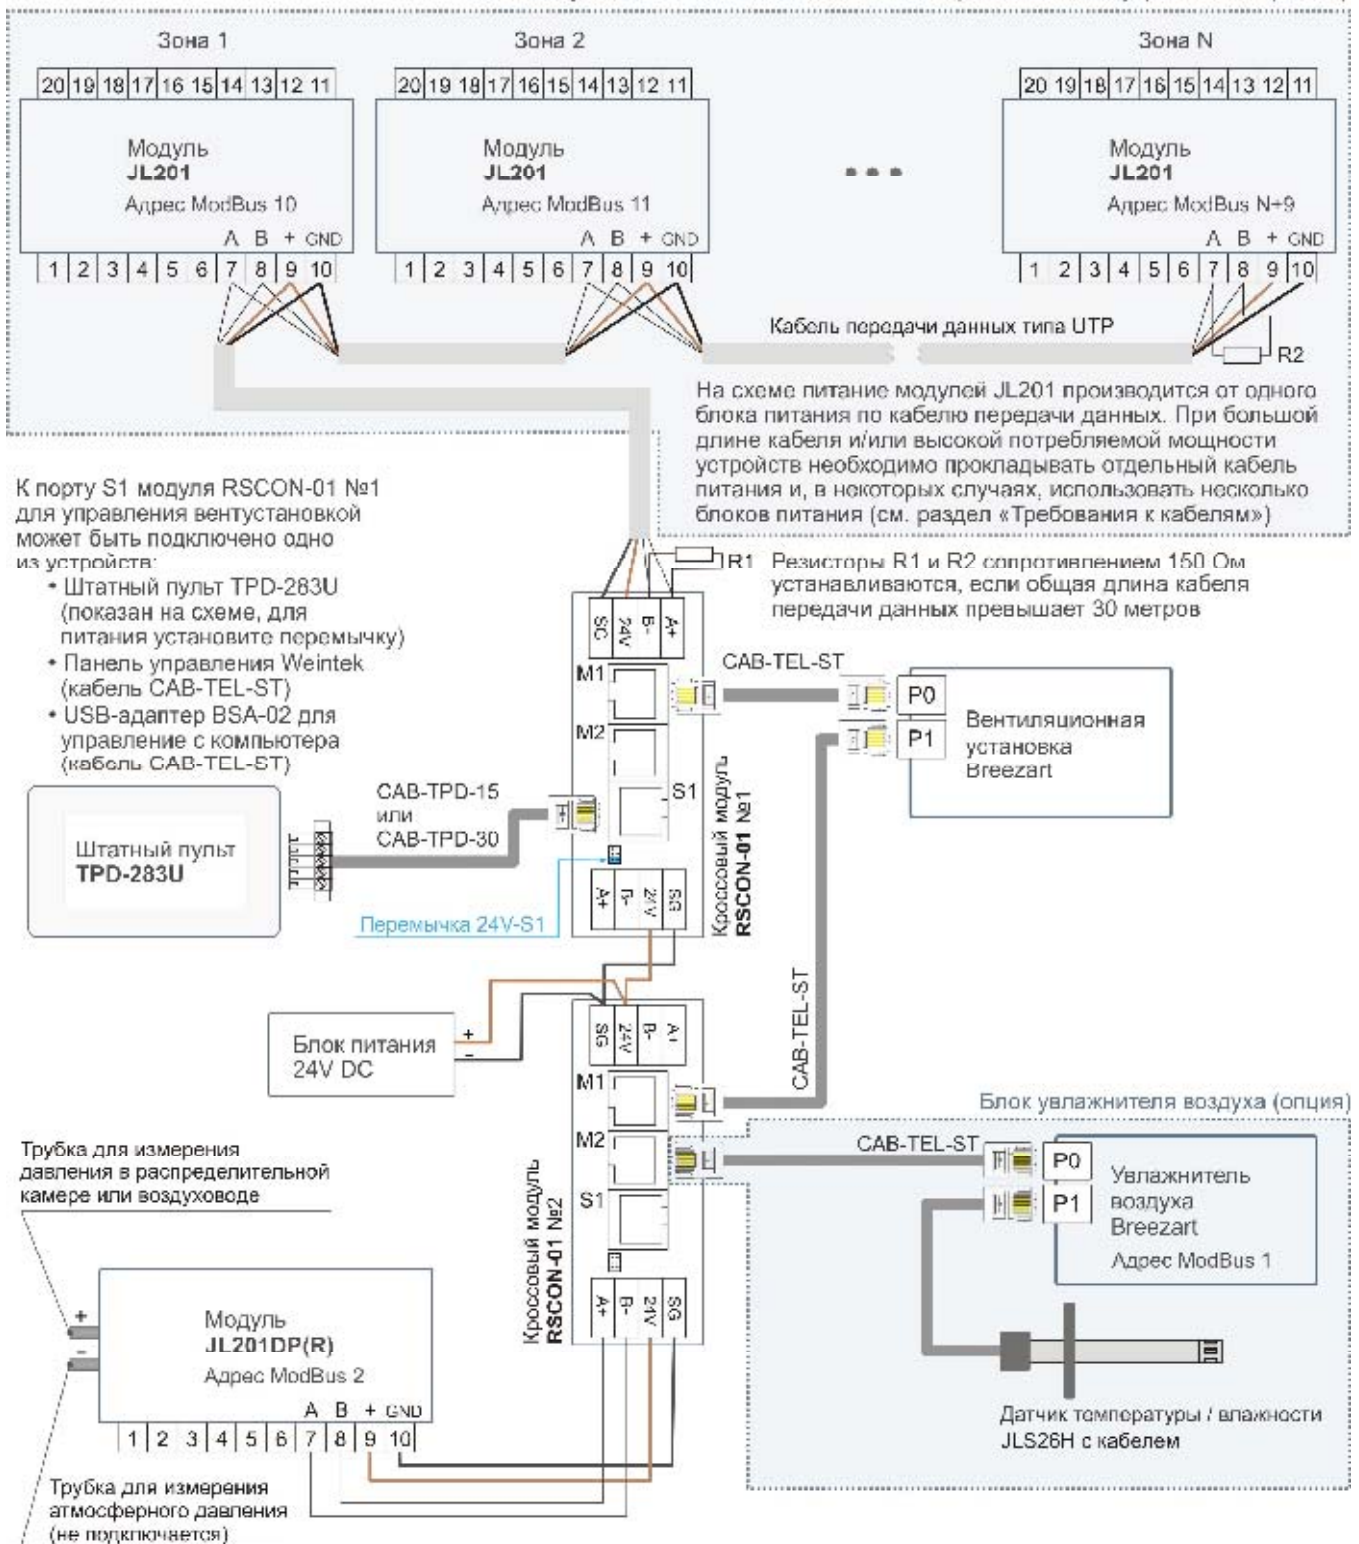 Зона 1
Зона 2
Зона N
20 19 18 17 16 15 14 13 12 11
20 19 18 17 16 15 14 13 12 11
20 19 18 17 16 15 14 13 12 11
Модуль
JL201
Адрес ModBus 10
Модуль
JL201
Адрес ModBus 11
Модуль
JL201
Адрес ModBus N+9
A B + GND
A B + GND
A B + GND
1 2 3 4 5 6 7 8 9 10
1 2 3 4 5 6 7 8 9 10
1 2 3 4 5 6 7 8 9 10
Кабель передачи данных типа UTP
R2
На схеме питание модулей JL201 производится от одного
блока питания по кабелю передачи данных. При большой
длине кабеля и/или высокой потребляемой мощности
устройств необходимо прокладывать отдельный кабель
питания и, в некоторых случаях, использовать несколько
блоков питания (см. раздел «Требования к кабелям»)
К порту S1 модуля RSCON-01 №1
для управления вентустановкой
может быть подключено одно
из устройств:
• Штатный пульт TPD-283U
(показан на схеме, для
питания установите перемычку)
• Панель управления Weintek
(кабель CAB-TEL-ST)
• USB-адаптер BSA-02 для
управление с компьютера
(кабель CAB-TEL-ST)
R1
Резисторы R1 и R2 сопротивлением 150 Ом
устанавливаются, если общая длина кабеля
передачи данных превышает 30 метров
SG 24V B- A+
M1
M2
S1
CAB-TEL-ST
P0
P1
Вентиляционная
установка
Breezart
CAB-TPD-15
или
CAB-TPD-30
Штатный пульт
TPD-283U
Перемычка 24V-S1
A+ B- 24V SG
Кроссовый модуль
RSCON-01 №1
CAB-TEL-ST
Блок питания
24V DC
+
-
SG 24V B- A+
M1
M2
S1
Кроссовый модуль
RSCON-01 №2
A+ B- 24V SG
Блок увлажнителя воздуха (опция)
CAB-TEL-ST
P0
P1
Увлажнитель
воздуха
Breezart
Адрес ModBus 1
Датчик температуры / влажности
JLS26H с кабелем
Трубка для измерения
давления в распределительной
камере или воздуховоде
+
-
Модуль
JL201DP(R)
Адрес ModBus 2
A B + GND
1 2 3 4 5 6 7 8 9 10
Трубка для измерения
атмосферного давления
(не подключается)